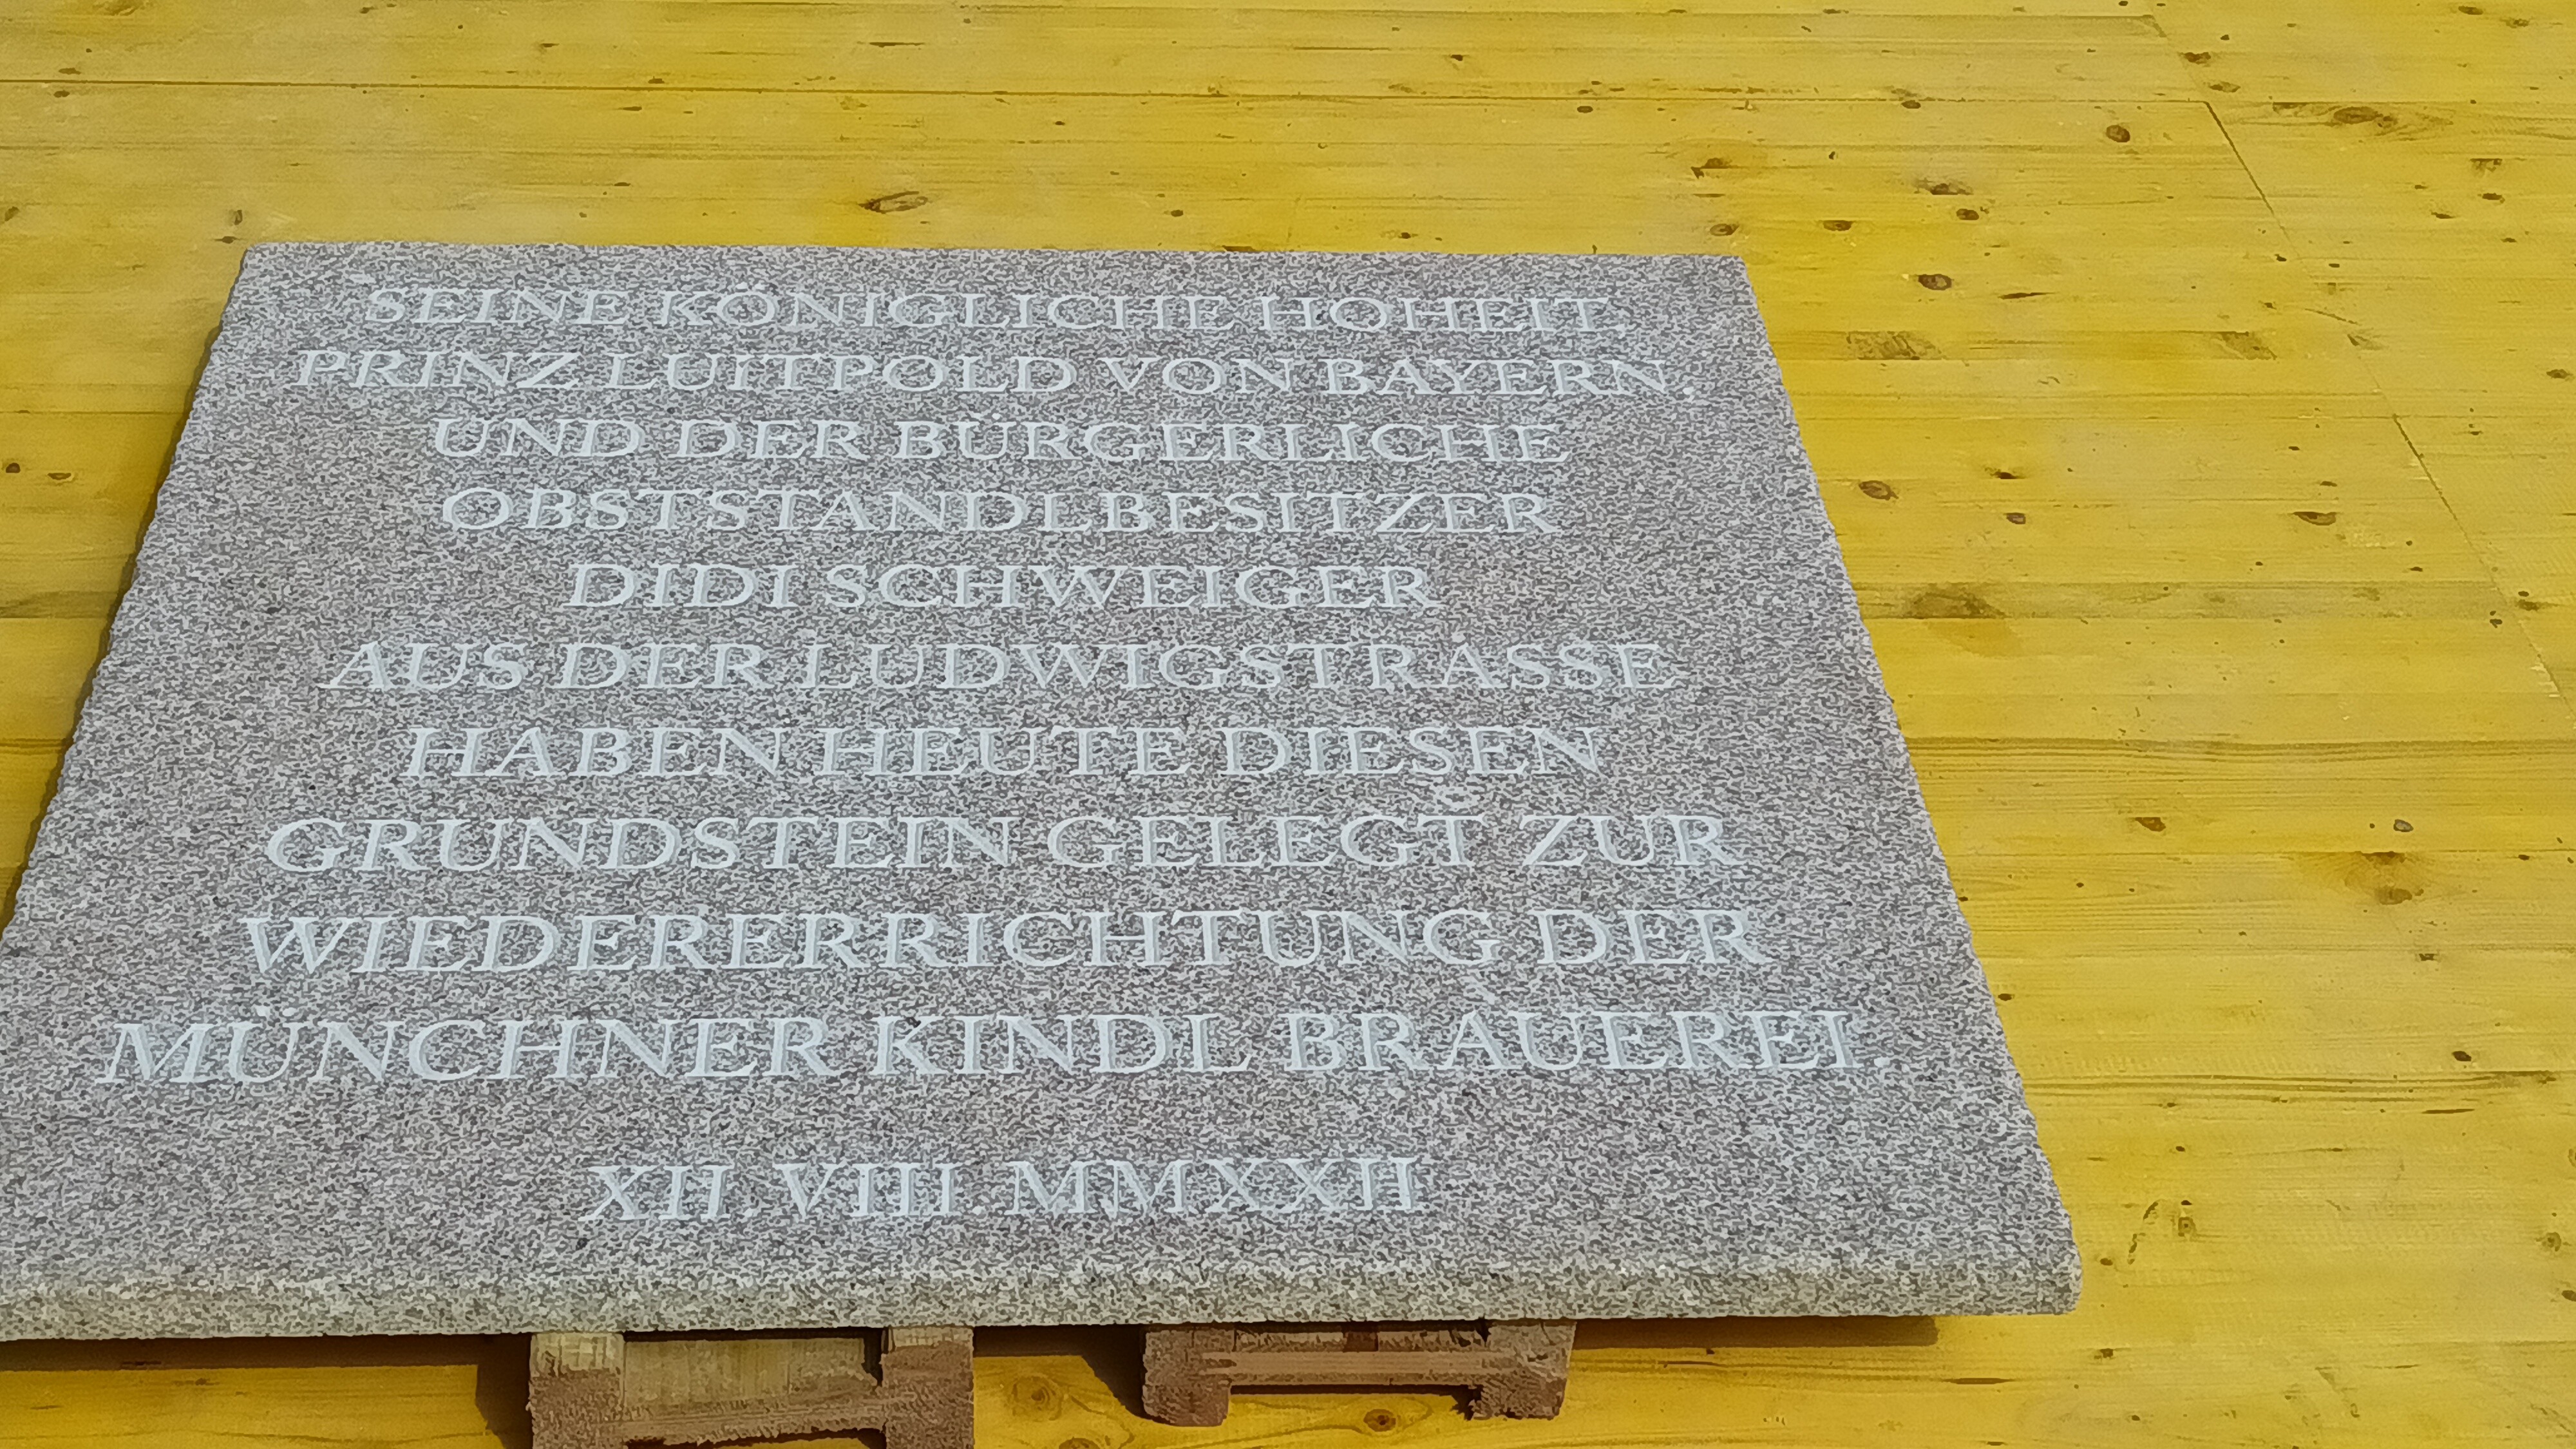 SEINE KÖNIGLICHE HOHEIT,
PRINZ LUITPOLD VON BAYERN,
UND DER BÜRGERLICHE
OBSTSTANDLBESITZER
DIDI SCHWEIGER
AUS DER LUDWIGSTRASSE
HABEN HEUTE DIESEN
GRUNDSTEIN GELEGT ZUR
WIEDERERRICHTUNG DER
MÜNCHNER KINDL BRAUEREI.
XII.VIII.MMXXII